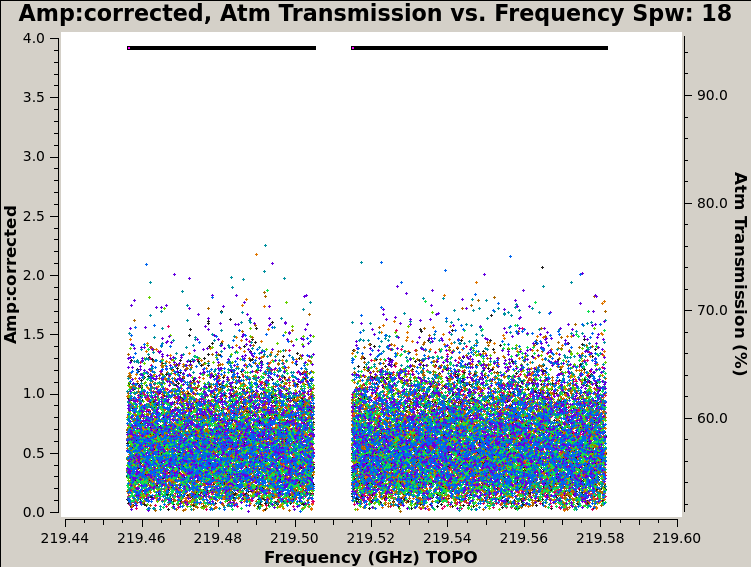 Amp:corrected, Atm Transmission vs. Frequency Spw: 18
4.0
3.5
3.0
2.5
2.0
1.5
1.0
0.5
0.0
Amp:corrected
90.0
80.0
70.0
60.0
Atm Transmission (%)
219.44 219.46 219.48 219.50 219.52 219.54 219.56 219.58 219.60
Frequency (GHz) TOPO